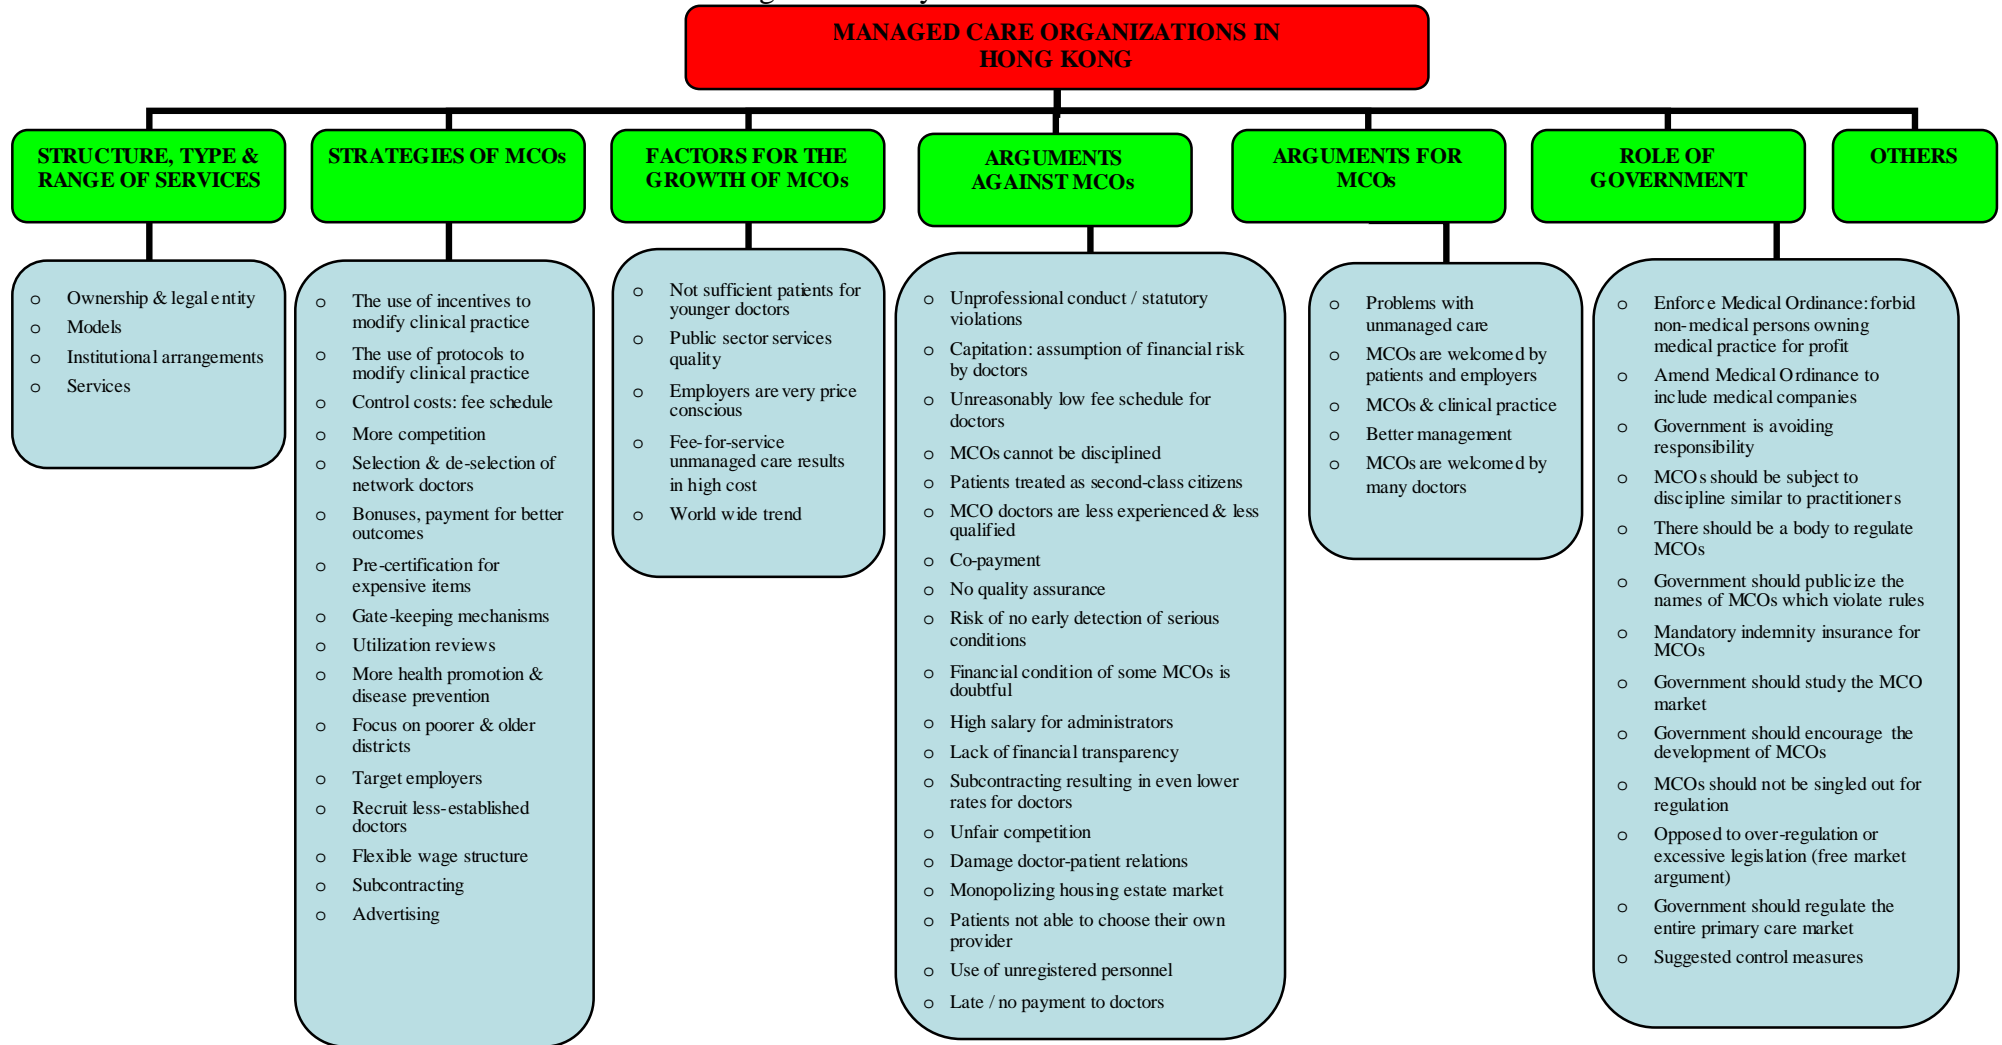 MANAGED CARE ORGANIZATIONS IN
HONG KONG
STRUCTURE, TYPE &
RANGE OF SERVICES
o Ownership & legal entity
o Models
o Institutional arrangements
o Services
STRATEGIES OF MCOs
o The use of incentives to
modify clinical practice
o The use of protocols to
modify clinical practice
o Control costs: fee schedule
o More competition
o Selection & de-selection of
network doctors
o Bonuses, payment for better
outcomes
o Pre-certification for
expensive items
o Gate-keeping mechanisms
o Utilization reviews
o More health promotion &
disease prevention
o Focus on poorer & older
districts
o Target employers
o Recruit less-established
doctors
o Flexible wage structure
o Subcontracting
o Advertising
FACTORS FOR THE
GROWTH OF MCOs
o Not sufficient patients for
younger doctors
o Public sector services
quality
o Employers are very price
conscious
o Fee-for-service
unmanaged care results
in high cost
o World wide trend
ARGUMENTS
AGAINST MCOs
o Unprofessional conduct / statutory
violations
o Capitation: assumption of financial risk
by doctors
o Unreasonably low fee schedule for
doctors
o MCOs cannot be disciplined
o Patients treated as second-class citizens
o MCO doctors are less experienced & less
qualified
o Co-payment
o No quality assurance
o Risk of no early detection of serious
conditions
o Financial condition of some MCOs is
doubtful
o High salary for administrators
o Lack of financial transparency
o Subcontracting resulting in even lower
rates for doctors
o Unfair competition
o Damage doctor-patient relations
o Monopolizing housing estate market
o Patients not able to choose their own
provider
o Use of unregistered personnel
o Late / no payment to doctors
ARGUMENTS FOR
MCOs
o Problems with
unmanaged care
o MCOs are welcomed by
patients and employers
o MCOs & clinical practice
o Better management
o MCOs are welcomed by
many doctors
ROLE OF
GOVERNMENT
o Enforce Medical Ordinance: forbid
non-medical persons owning
medical practice for profit
o Amend Medical Ordinance to
include medical companies
o Government is avoiding
responsibility
o MCOs should be subject to
discipline similar to practitioners
o There should be a body to regulate
MCOs
o Government should publicize the
names of MCOs which violate rules
o Mandatory indemnity insurance for
MCOs
o Government should study the MCO
market
o Government should encourage the
development of MCOs
o MCOs should not be singled out for
regulation
o Opposed to over-regulation or
excessive legislation (free market
argument)
o Government should regulate the
entire primary care market
o Suggested control measures
OTHERS